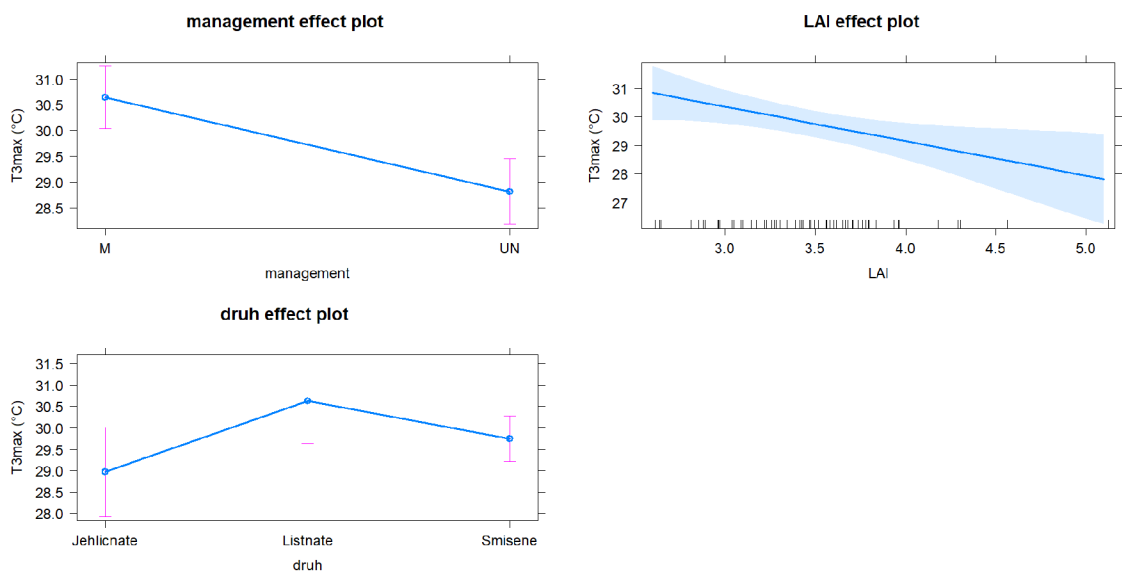 management effect plot
T3max (°C)
31.0
30.5
30.0
29.5
29.0
28.5
M
UN
management
LAI effect plot
T3max (°C)
31
30
29
28
27
3.0
3.5
4.0
4.5
5.0
LAI
druh effect plot
T3max (°C)
31.5
31.0
30.5
30.0
29.5
29.0
28.5
28.0
Jehlicnate
Listnate
Smisene
druh